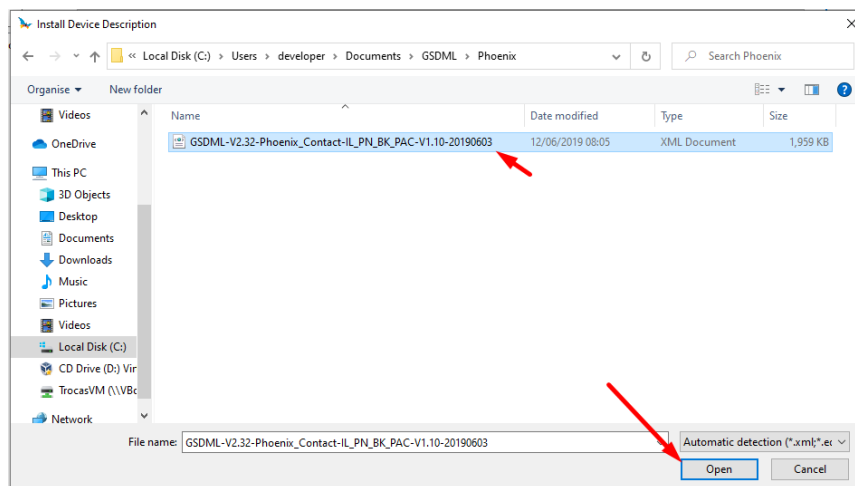 Install Device Description
« Local Disk (C:) › Users › developer › Documents › GSDML › Phoenix
Search Phoenix
Organise
New folder
Name
Date modified
Type
Size
GSDML-V2.32-Phoenix_Contact-IL_PN_BK_PAC-V1.10-20190603
12/06/2019 08:05
XML Document
1,959 KB
Videos
OneDrive
This PC
3D Objects
Desktop
Documents
Downloads
Music
Pictures
Videos
Local Disk (C:)
CD Drive (D:) Vir
TrocasVM (\\VBo
Network
File name:
GSDML-V2.32-Phoenix_Contact-IL_PN_BK_PAC-V1.10-20190603
Automatic detection (*.xml;*.ec
Open
Cancel